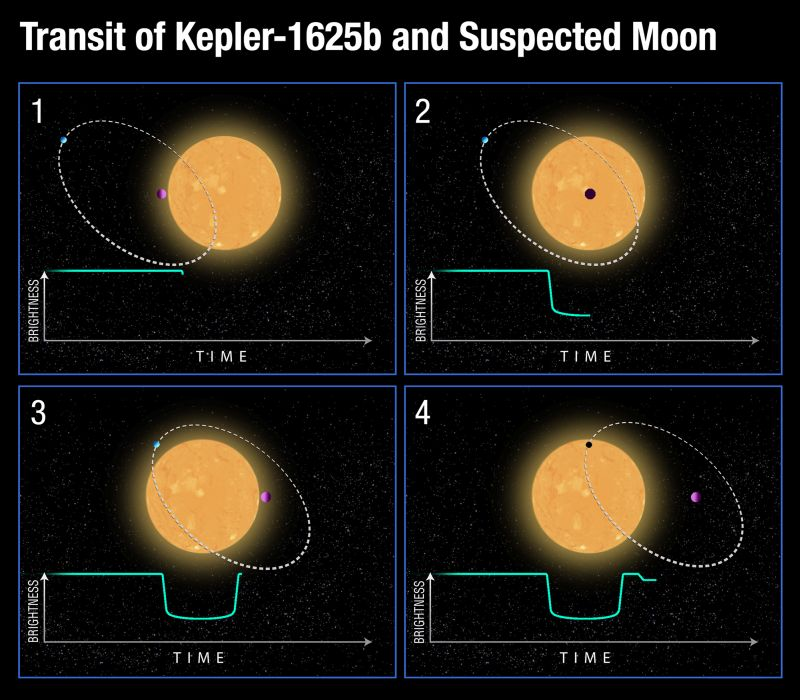 Transit of Kepler-1625b and Suspected Moon
1
BRIGHTNESS
TIME
2
BRIGHTNESS
TIME
3
BRIGHTNESS
TIME
4
BRIGHTNESS
TIME